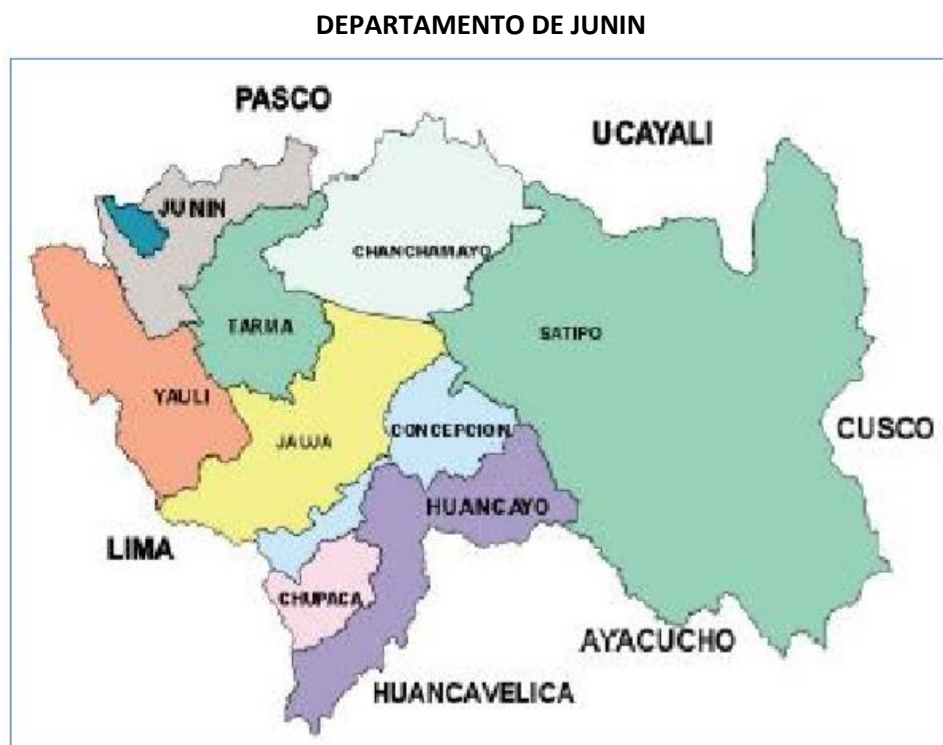 DEPARTAMENTO DE JUNIN
PASCO
UCAYALI
JUNIN
CHANCHAMAYO
TARMA
SATIPO
YAULI
CUSCO
JAUJA
CONCEPCION
HUANCAYO
LIMA
CHUPACA
AYACUCHO
HUANCAVELICA